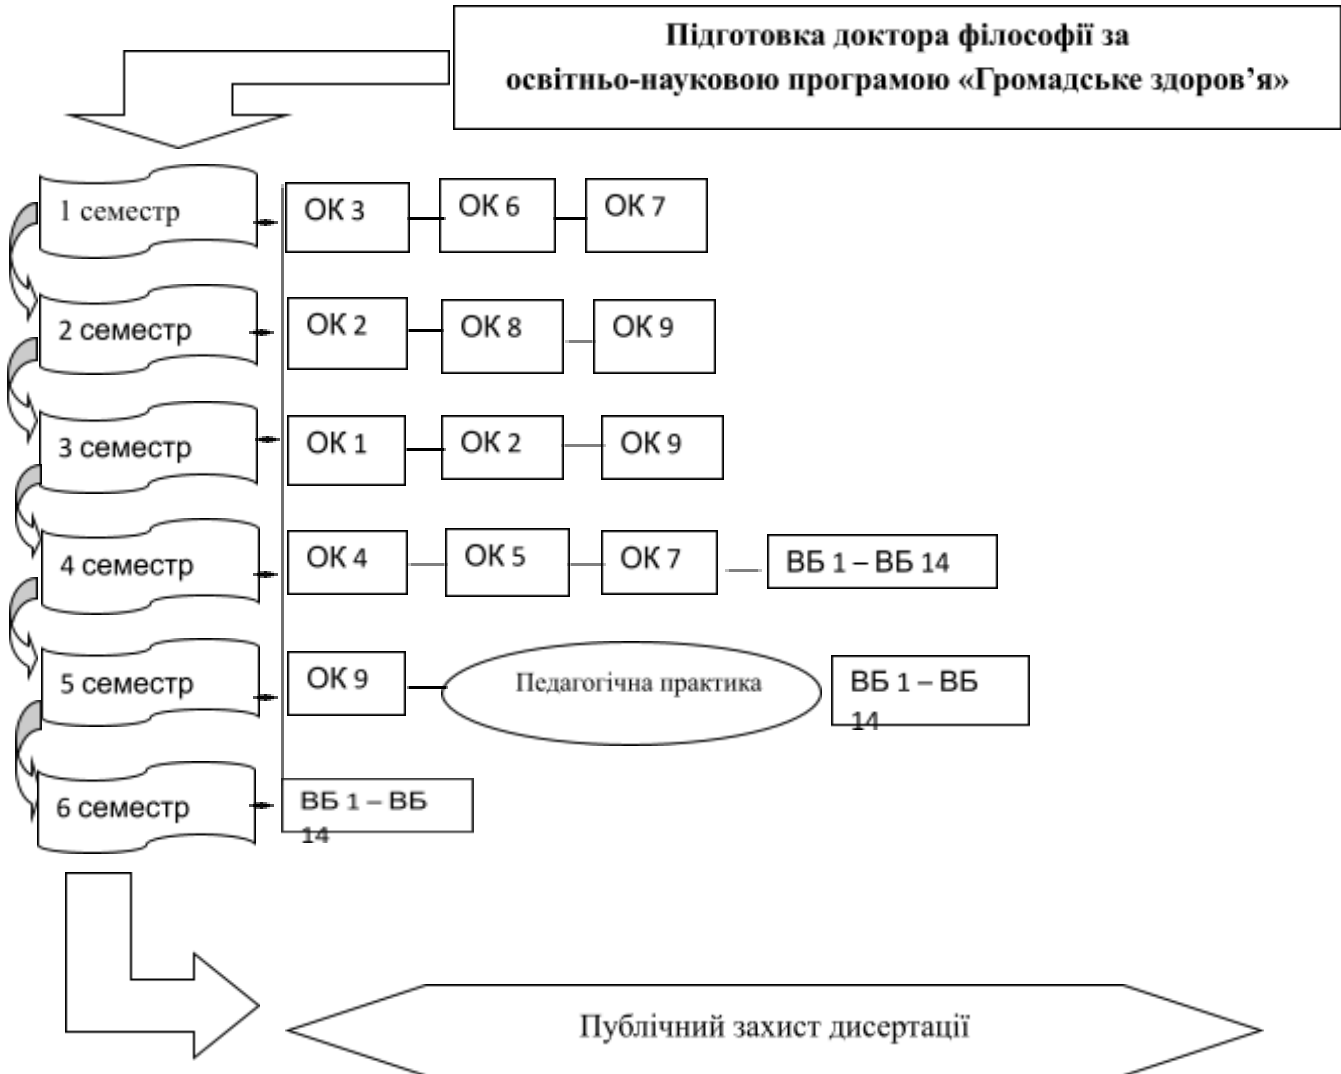 Підготовка доктора філософії за
освітньо-науковою програмою «Громадське здоров’я»
1 семестр
ОК 3
ОК 6
ОК 7
2 семестр
ОК 2
ОК 8
ОК 9
3 семестр
ОК 1
ОК 2
ОК 9
4 семестр
ОК 4
ОК 5
ОК 7
ВБ 1 – ВБ 14
5 семестр
ОК 9
Педагогічна практика
ВБ 1 – ВБ
14
6 семестр
ВБ 1 – ВБ
14
Публічний захист дисертації